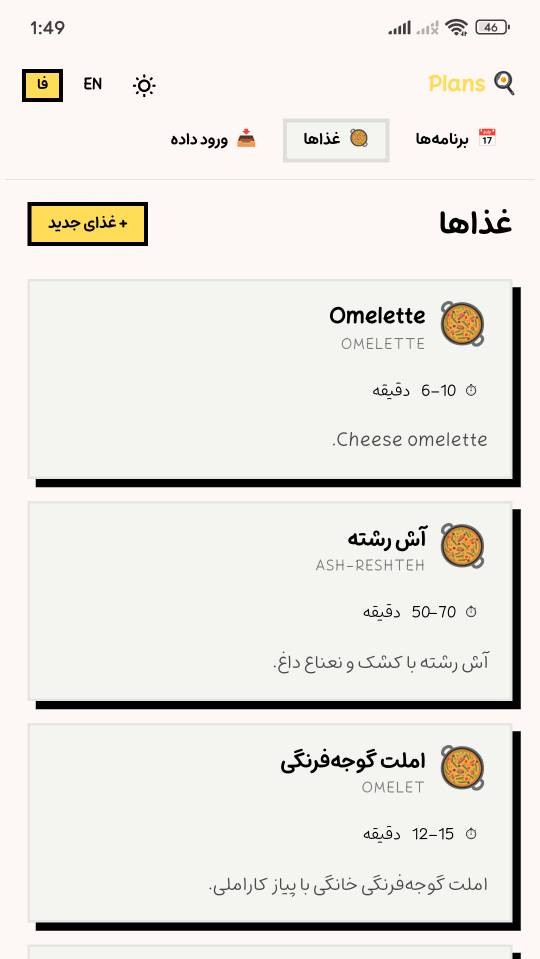 1:49
46
Plans
EN
فا
برنامه‌ها
غذاها
ورود داده
غذاها
+ غذای جدید
Omelette
OMELETTE
6–10 دقیقه
Cheese omelette.
آش رشته
ASH-RESHTEH
50–70 دقیقه
آش رشته با کشک و نعناع داغ.
املت گوجه‌فرنگی
OMELET
12–15 دقیقه
املت گوجه‌فرنگی خانگی با پیاز کاراملی.